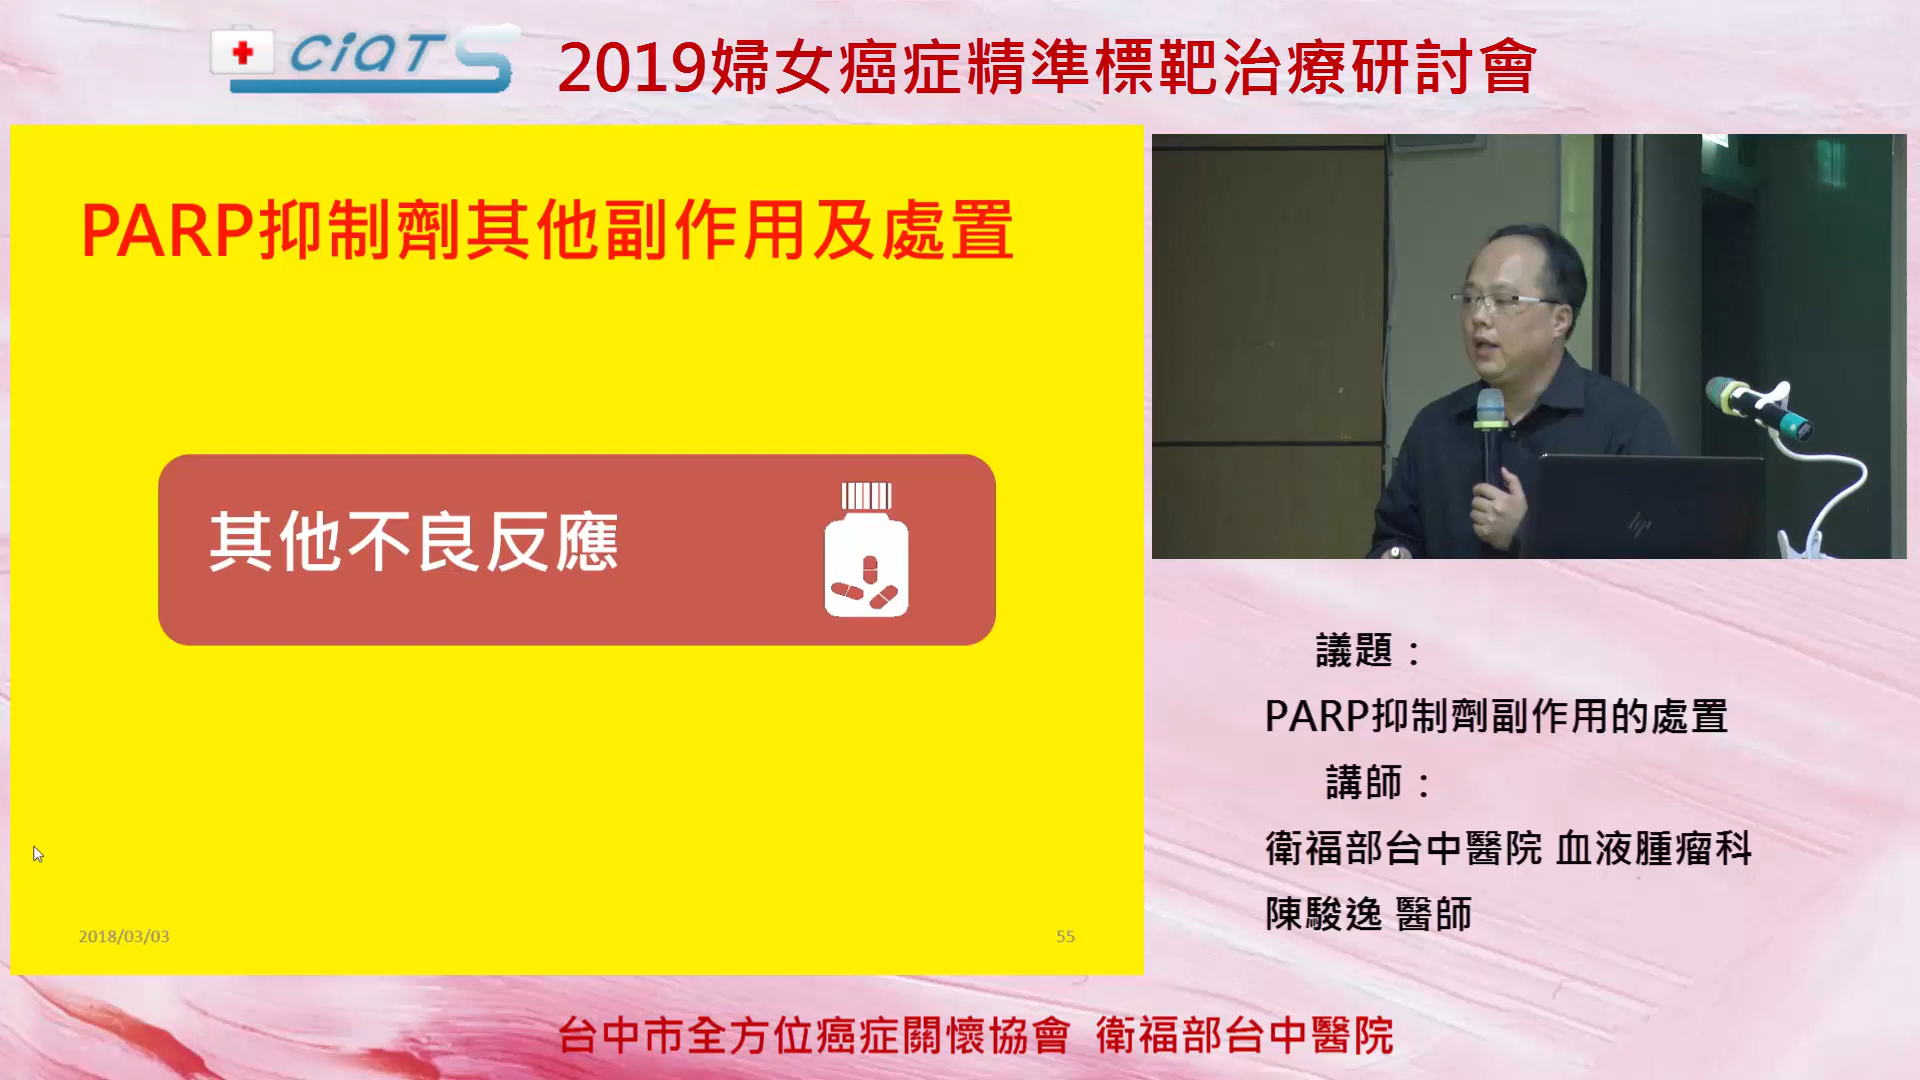 CiATS
2019婦女癌症精準標靶治療研討會
PARP抑制劑其他副作用及處置
其他不良反應
2018/03/03
55
hp
議題：
PARP抑制劑副作用的處置
講師：
衛福部台中醫院 血液腫瘤科
陳駿逸 醫師
台中市全方位癌症關懷協會 衛福部台中醫院